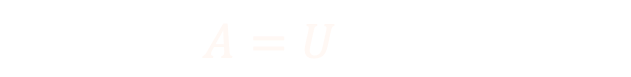 A = U